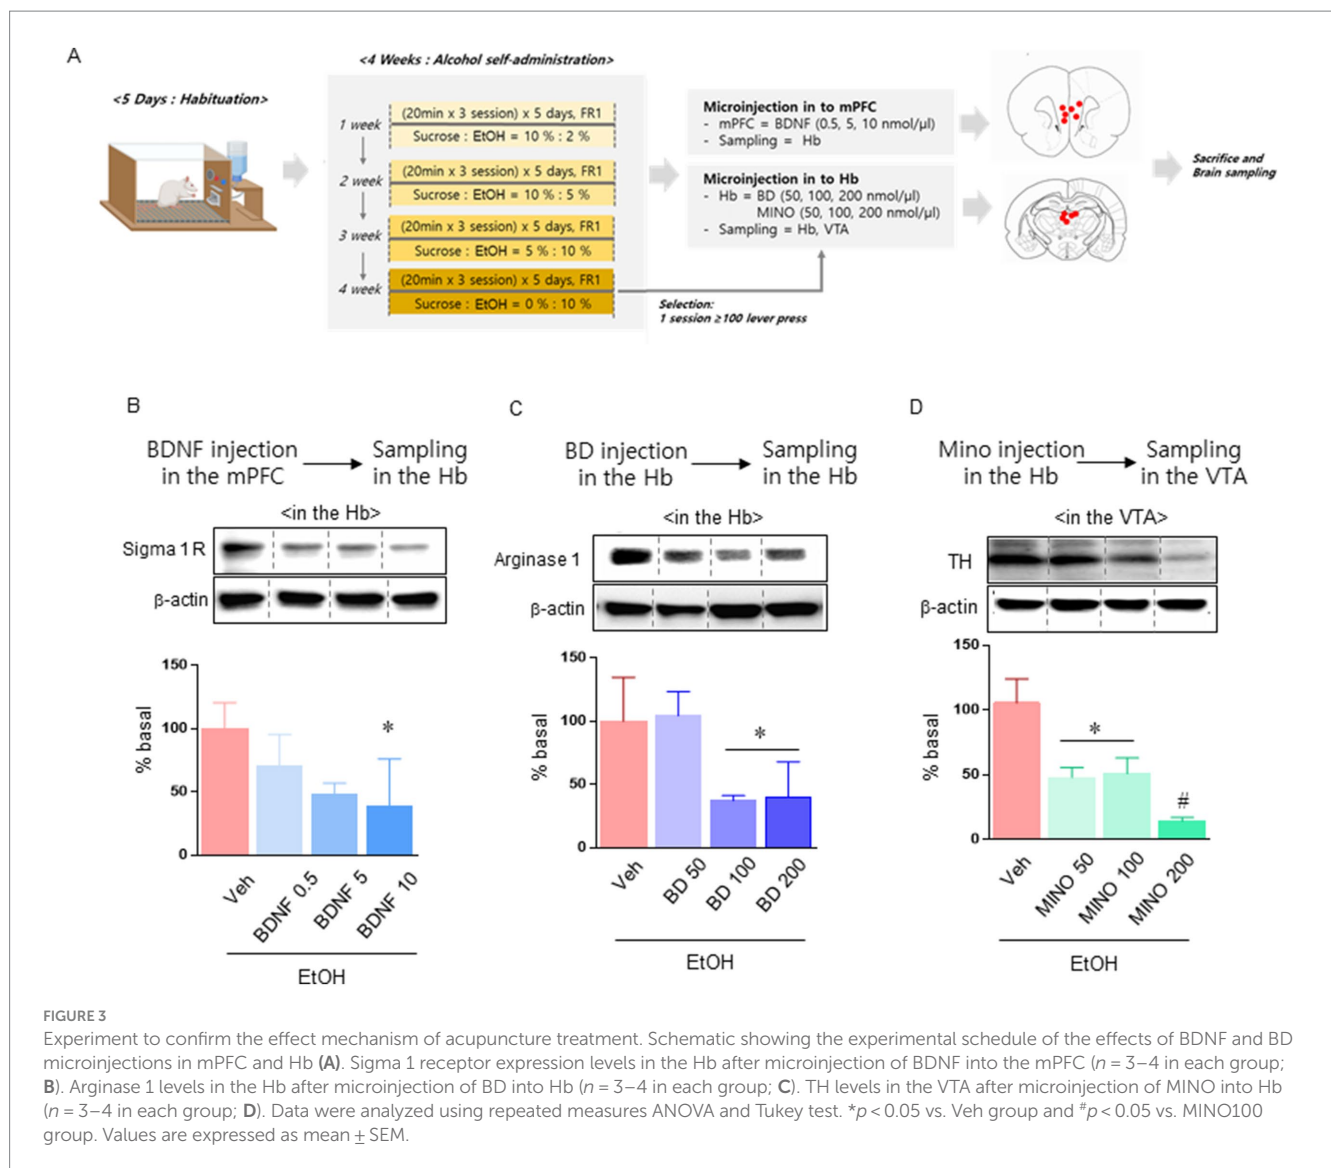 A
<5 Days : Habituation>
<4 Weeks : Alcohol self-administration>
1 week
(20min x 3 session) x 5 days, FR1
Sucrose : EtOH = 10 % : 2 %
2 week
(20min x 3 session) x 5 days, FR1
Sucrose : EtOH = 10 % : 5 %
3 week
(20min x 3 session) x 5 days, FR1
Sucrose : EtOH = 5 % : 10 %
4 week
(20min x 3 session) x 5 days, FR1
Sucrose : EtOH = 0 % : 10 %
Selection:
1 session ≥100 lever press
Microinjection in to mPFC
- mPFC = BDNF (0.5, 5, 10 nmol/µl)
- Sampling = Hb
Microinjection in to Hb
- Hb = BD (50, 100, 200 nmol/µl)
MINO (50, 100, 200 nmol/µl)
- Sampling = Hb, VTA
Sacrifice and
Brain sampling
B
BDNF injection
in the mPFC
Sampling
in the Hb
<in the Hb>
Sigma 1 R
β-actin
% basal
150
100
50
0
*
Veh
BDNF 0.5
BDNF 5
BDNF 10
EtOH
C
BD injection
in the Hb
Sampling
in the Hb
<in the Hb>
Arginase 1
β-actin
% basal
150
100
50
0
*
Veh
BD 50
BD 100
BD 200
EtOH
D
Mino injection
in the Hb
Sampling
in the VTA
<in the VTA>
TH
β-actin
% basal
150
100
50
0
*
#
Veh
MINO 50
MINO 100
MINO 200
EtOH
FIGURE 3
Experiment to confirm the effect mechanism of acupuncture treatment. Schematic showing the experimental schedule of the effects of BDNF and BD
microinjections in mPFC and Hb (A). Sigma 1 receptor expression levels in the Hb after microinjection of BDNF into the mPFC (n = 3–4 in each group;
B). Arginase 1 levels in the Hb after microinjection of BD into Hb (n = 3–4 in each group; C). TH levels in the VTA after microinjection of MINO into Hb
(n = 3–4 in each group; D). Data were analyzed using repeated measures ANOVA and Tukey test. *p < 0.05 vs. Veh group and #p < 0.05 vs. MINO100
group. Values are expressed as mean ± SEM.